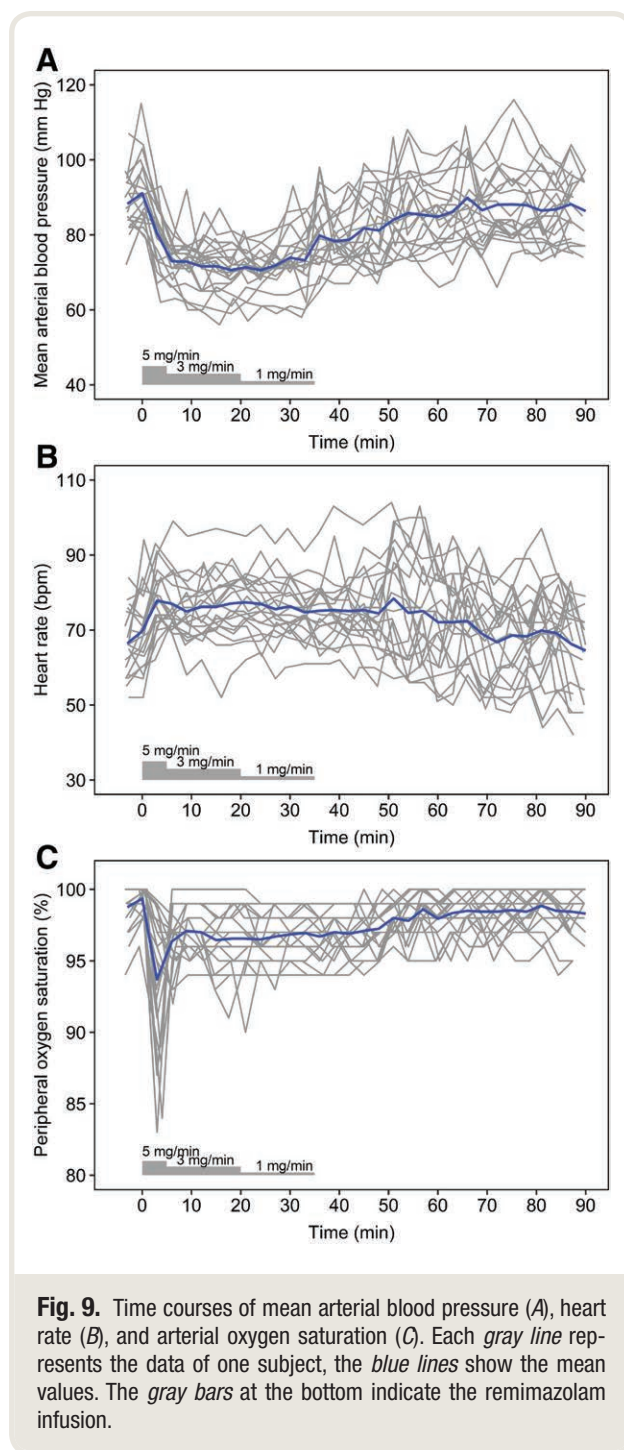 A
Mean arterial blood pressure (mm Hg)
120
100
80
60
40
5 mg/min
3 mg/min
1 mg/min
0 10 20 30 40 50 60 70 80 90
Time (min)
B
Heart rate (bpm)
110
90
70
50
30
5 mg/min
3 mg/min
1 mg/min
0 10 20 30 40 50 60 70 80 90
Time (min)
C
Peripheral oxygen saturation (%)
100
95
90
85
80
5 mg/min
3 mg/min
1 mg/min
0 10 20 30 40 50 60 70 80 90
Time (min)
Fig. 9. Time courses of mean arterial blood pressure (A), heart
rate (B), and arterial oxygen saturation (C). Each gray line rep-
resents the data of one subject, the blue lines show the mean
values. The gray bars at the bottom indicate the remimazolam
infusion.